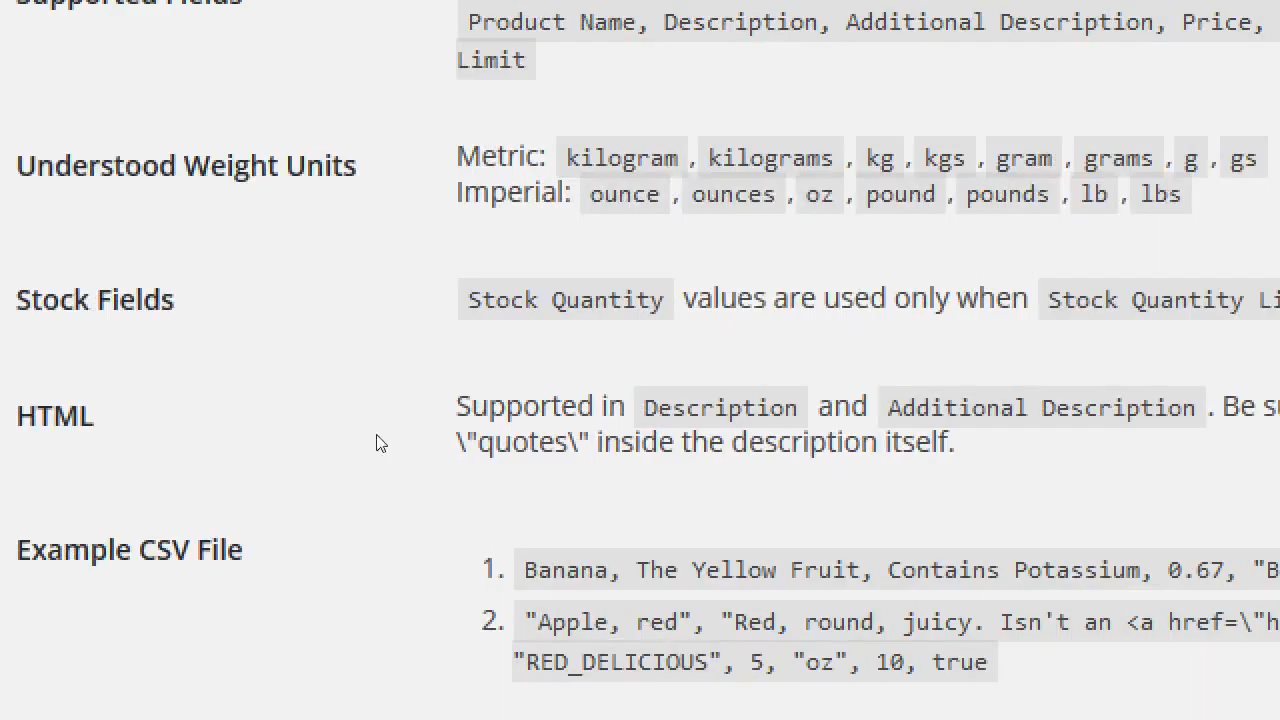 Supported Fields
Product Name, Description, Additional Description, Price,
Limit
Understood Weight Units
Metric: kilogram , kilograms , kg , kgs , gram , grams , g , gs
Imperial: ounce , ounces , oz , pound , pounds , lb , lbs
Stock Fields
Stock Quantity values are used only when Stock Quantity Li
HTML
Supported in Description and Additional Description . Be su
\"quotes\" inside the description itself.
Example CSV File
1. Banana, The Yellow Fruit, Contains Potassium, 0.67, "B
2. "Apple, red", "Red, round, juicy. Isn't an <a href=\"h
"RED_DELICIOUS", 5, "oz", 10, true